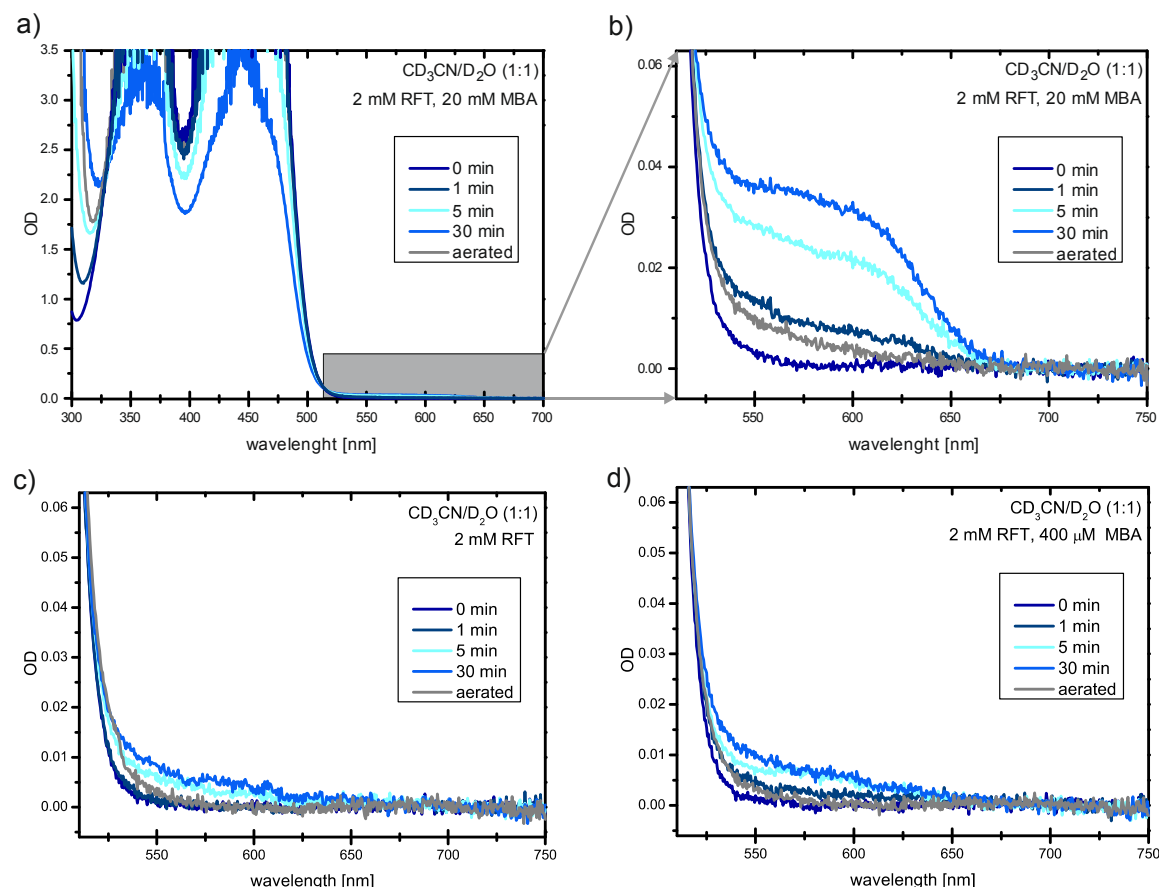 a)
3.5
3.0
2.5
2.0
1.5
1.0
0.5
0.0
OD
300 350 400 450 500 550 600 650 700
wavelenght [nm]
CD₃CN/D₂O (1:1)
2 mM RFT, 20 mM MBA
0 min
1 min
5 min
30 min
aerated
b)
0.06
0.04
0.02
0.00
OD
550 600 650 700 750
wavelenght [nm]
CD₃CN/D₂O (1:1)
2 mM RFT, 20 mM MBA
0 min
1 min
5 min
30 min
aerated
c)
0.06
0.05
0.04
0.03
0.02
0.01
0.00
OD
550 600 650 700 750
wavelength [nm]
CD₃CN/D₂O (1:1)
2 mM RFT
0 min
1 min
5 min
30 min
aerated
d)
0.06
0.05
0.04
0.03
0.02
0.01
0.00
OD
550 600 650 700 750
wavelength [nm]
CD₃CN/D₂O (1:1)
2 mM RFT, 400 μM MBA
0 min
1 min
5 min
30 min
aerated